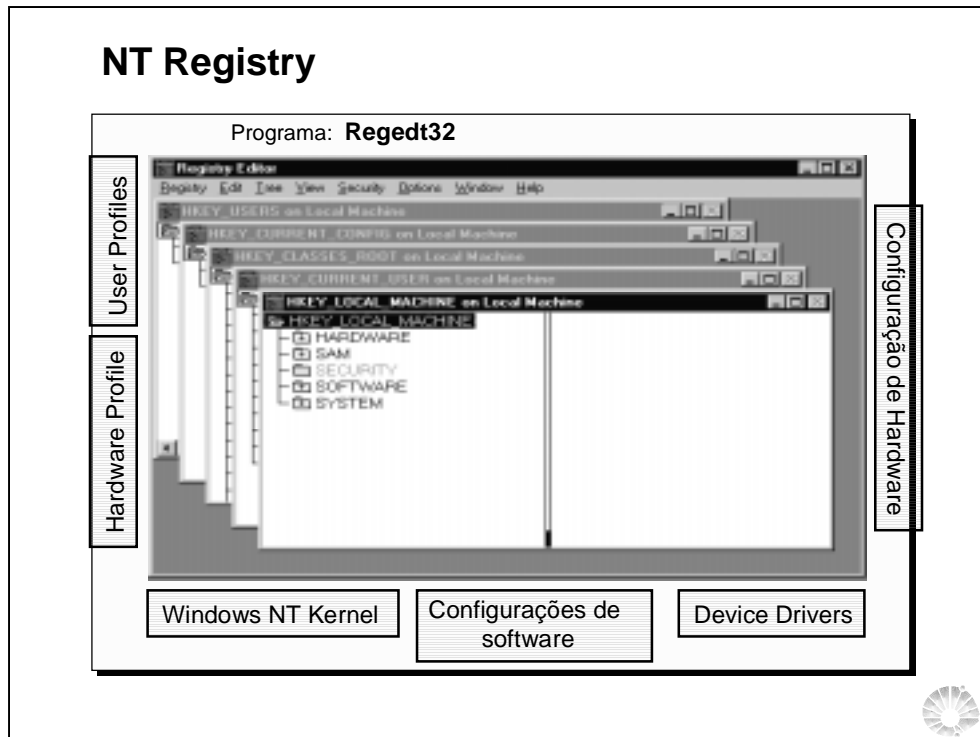 NT Registry
Programa: Regedt32
User Profiles
Hardware Profile
Registry Editor
Registry Edit Tree View Security Options Window Help
HKEY_USERS on Local Machine
HKEY_CURRENT_CONFIG on Local Machine
HKEY_CLASSES_ROOT on Local Machine
HKEY_CURRENT_USER on Local Machine
HKEY_LOCAL_MACHINE on Local Machine
HKEY_LOCAL_MACHINE
HARDWARE
SAM
SECURITY
SOFTWARE
SYSTEM
Configuração de Hardware
Windows NT Kernel
Configurações de
software
Device Drivers